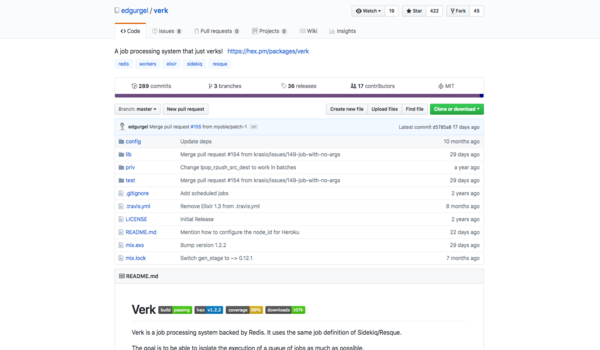 edgurgel / verk
Watch 19 Star 422 Fork 45
Code Issues 8 Pull requests 0 Projects 0 Wiki Insights
A job processing system that just verks! https://hex.pm/packages/verk
redis workers elixir sidekiq resque
289 commits 3 branches 36 releases 17 contributors MIT
Branch: master New pull request Create new file Upload files Find file Clone or download
edgurgel Merge pull request #155 from myobie/patch-1 Latest commit d5785a8 17 days ago
config Update deps 10 months ago
lib Merge pull request #154 from krasio/issues/149-job-with-no-args 29 days ago
priv Change lpop_rpush_src_dest to work in batches a year ago
test Merge pull request #154 from krasio/issues/149-job-with-no-args 29 days ago
.gitignore Add scheduled jobs 2 years ago
.travis.yml Remove Elixir 1.3 from .travis.yml 8 months ago
LICENSE Initial Release 2 years ago
README.md Mention how to configure the node_id for Heroku 22 days ago
mix.exs Bump version 1.2.2 29 days ago
mix.lock Switch gen_stage to ~> 0.12.1 7 months ago
README.md
Verk build passing hex v1.2.2 coverage downloads
Verk is a job processing system backed by Redis. It uses the same job definition of Sidekiq/Resque.
The goal is to be able to isolate the execution of a queue of jobs as much as possible.